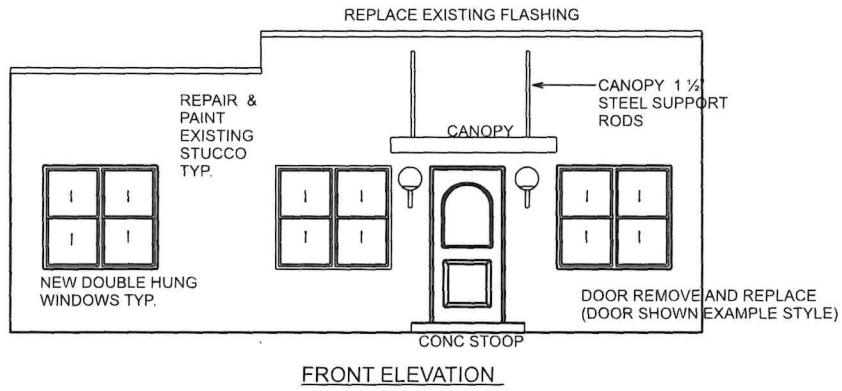 REPLACE EXISTING FLASHING
REPAIR &
PAINT
EXISTING
STUCCO
TYP.
CANOPY 1 ½"
STEEL SUPPORT
RODS
CANOPY
NEW DOUBLE HUNG
WINDOWS TYP.
DOOR REMOVE AND REPLACE
(DOOR SHOWN EXAMPLE STYLE)
CONC STOOP
FRONT ELEVATION